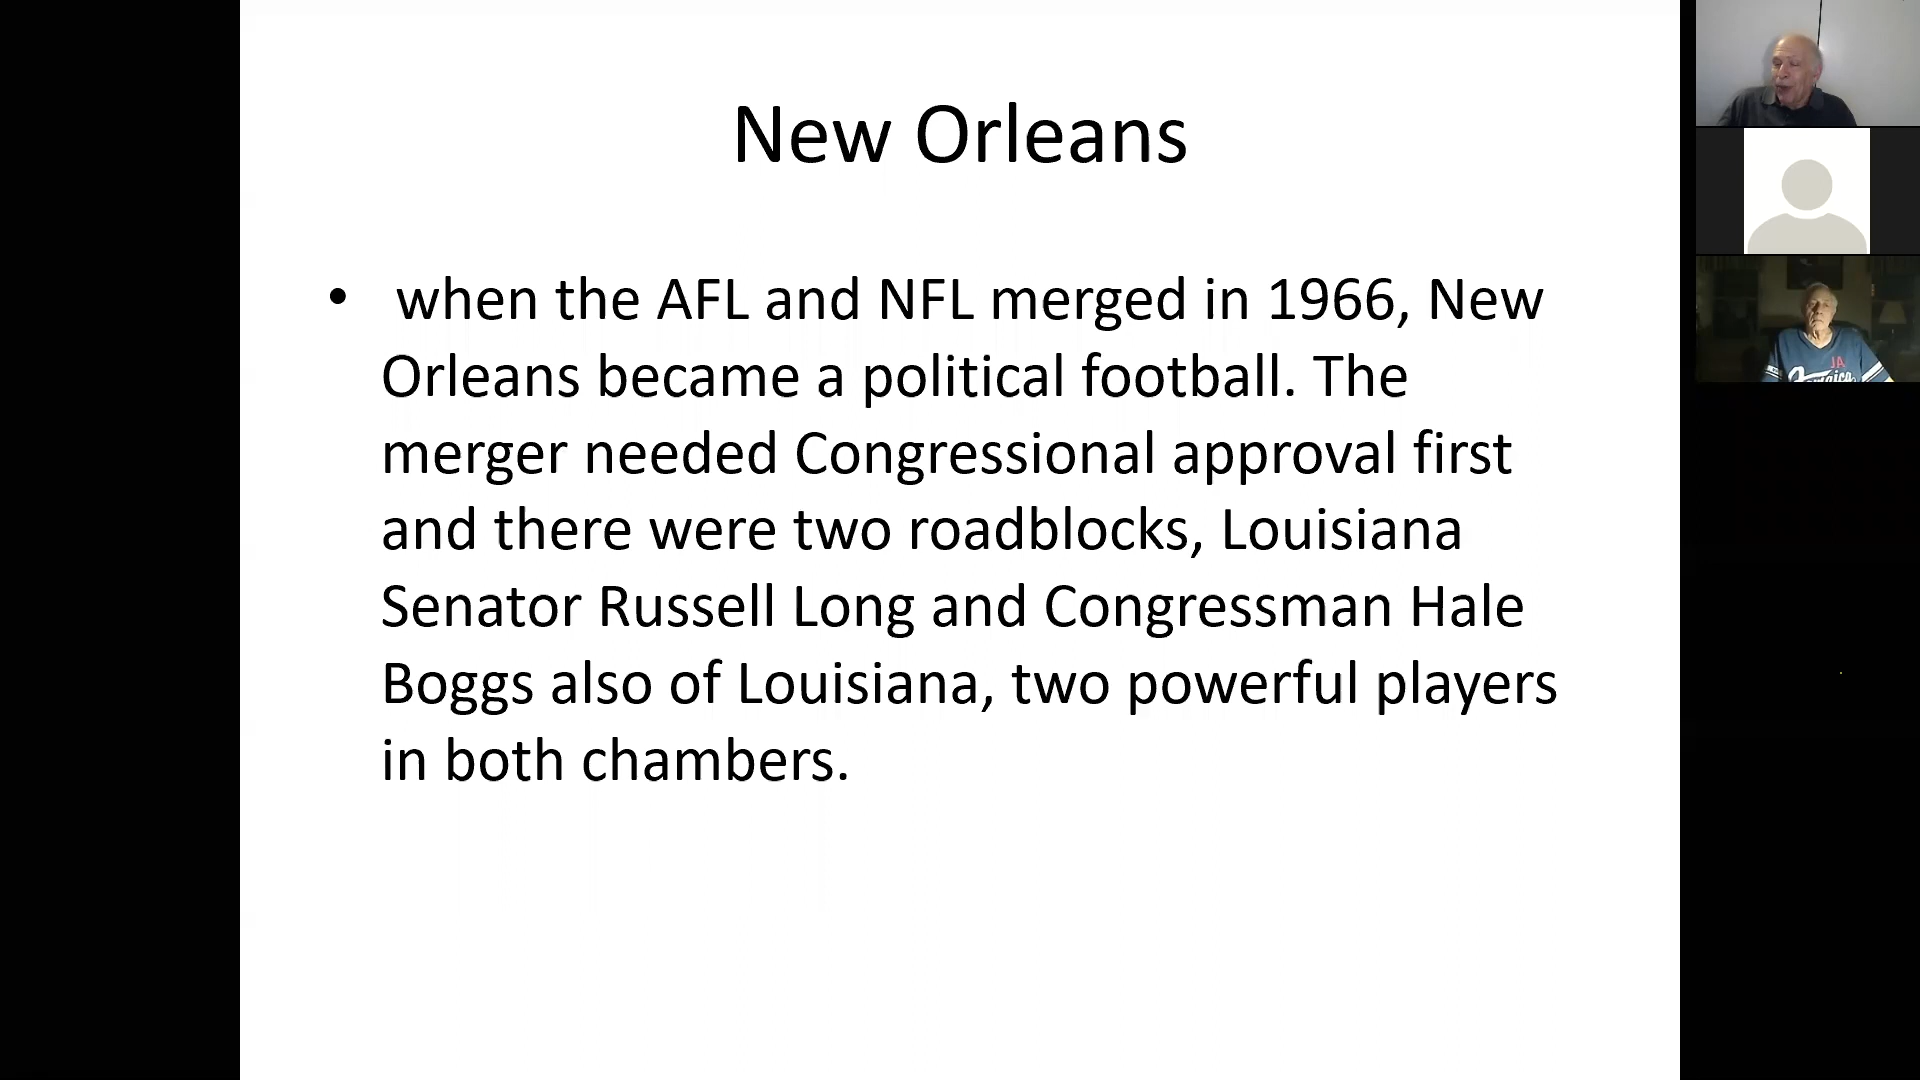 New Orleans
• when the AFL and NFL merged in 1966, New
Orleans became a political football. The
merger needed Congressional approval first
and there were two roadblocks, Louisiana
Senator Russell Long and Congressman Hale
Boggs also of Louisiana, two powerful players
in both chambers.
JA
Jamaica